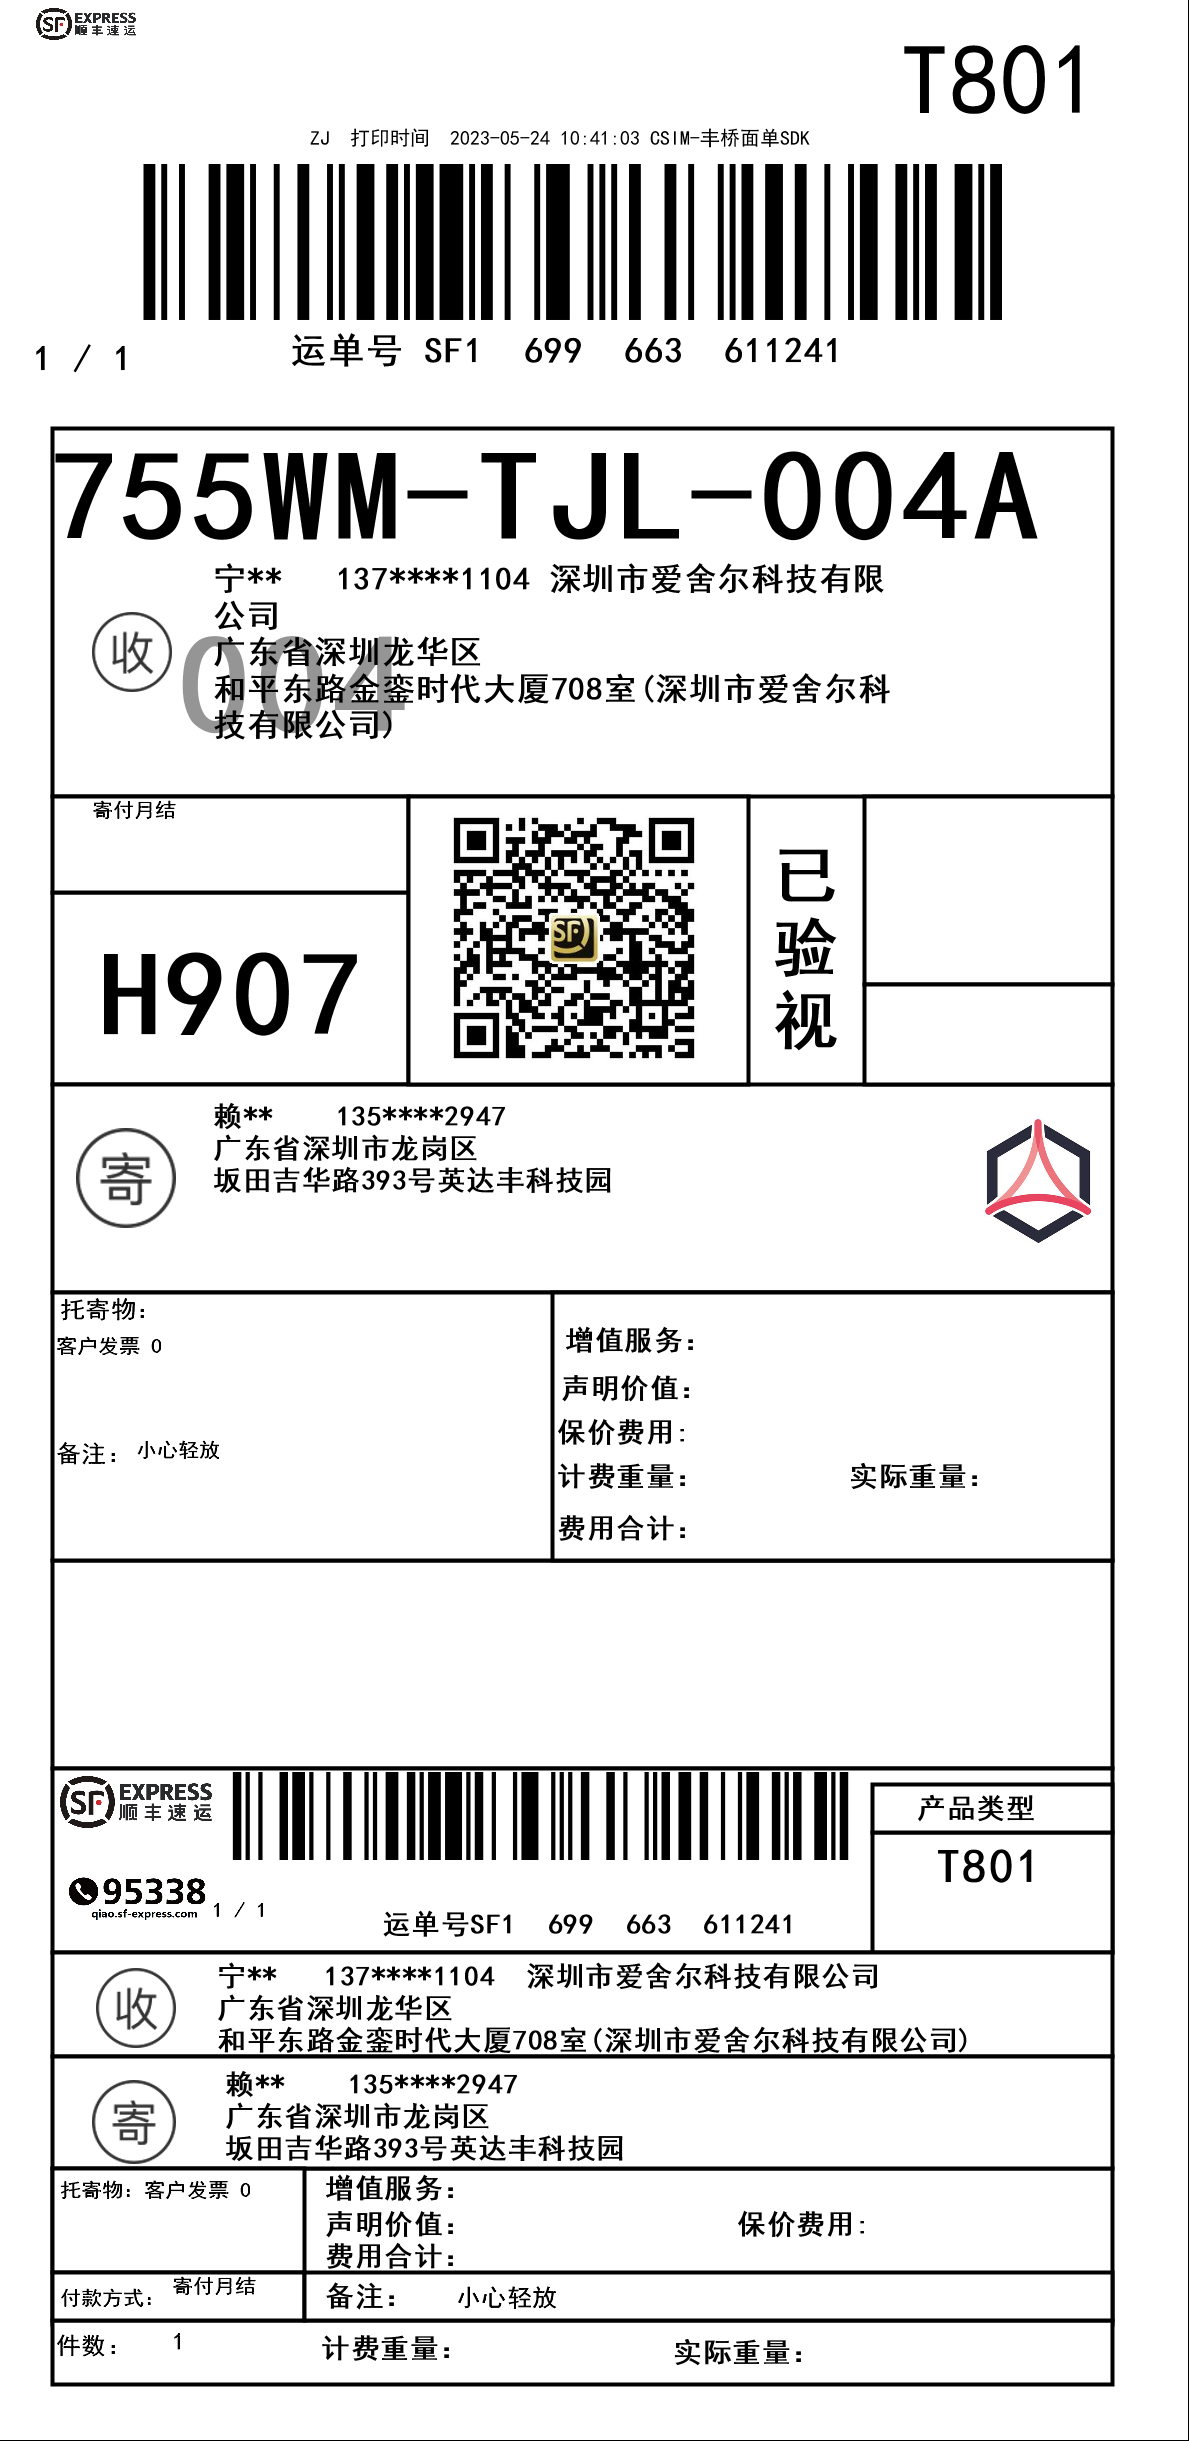 SF EXPRESS
顺丰速运
T801
ZJ 打印时间 2023-05-24 10:41:03 CSIM-丰桥面单SDK
1 / 1
运单号 SF1 699 663 611241
755WM-TJL-004A
宁** 137****1104 深圳市爱舍尔科技有限
公司
收
004
广东省深圳龙华区
和平东路金銮时代大厦708室(深圳市爱舍尔科
技有限公司)
寄付月结
H907
SF
已
验
视
寄
赖** 135****2947
广东省深圳市龙岗区
坂田吉华路393号英达丰科技园
托寄物：
客户发票 0
备注： 小心轻放
增值服务：
声明价值：
保价费用：
计费重量： 实际重量：
费用合计：
SF EXPRESS
顺丰速运
95338
qiao.sf-express.com
1 / 1
运单号SF1 699 663 611241
产品类型
T801
收
宁** 137****1104 深圳市爱舍尔科技有限公司
广东省深圳龙华区
和平东路金銮时代大厦708室(深圳市爱舍尔科技有限公司)
寄
赖** 135****2947
广东省深圳市龙岗区
坂田吉华路393号英达丰科技园
托寄物：客户发票 0
增值服务：
声明价值： 保价费用：
费用合计：
付款方式： 寄付月结
备注： 小心轻放
件数： 1 计费重量： 实际重量：